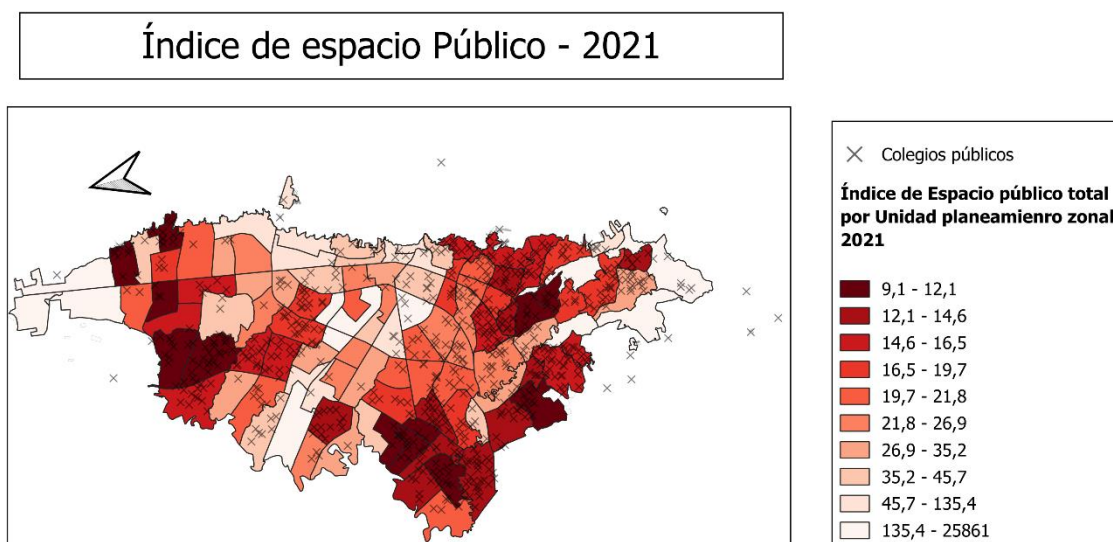 Índice de espacio Público - 2021
Colegios públicos
Índice de Espacio público total
por Unidad planeamienro zonal
2021
9,1 - 12,1
12,1 - 14,6
14,6 - 16,5
16,5 - 19,7
19,7 - 21,8
21,8 - 26,9
26,9 - 35,2
35,2 - 45,7
45,7 - 135,4
135,4 - 25861